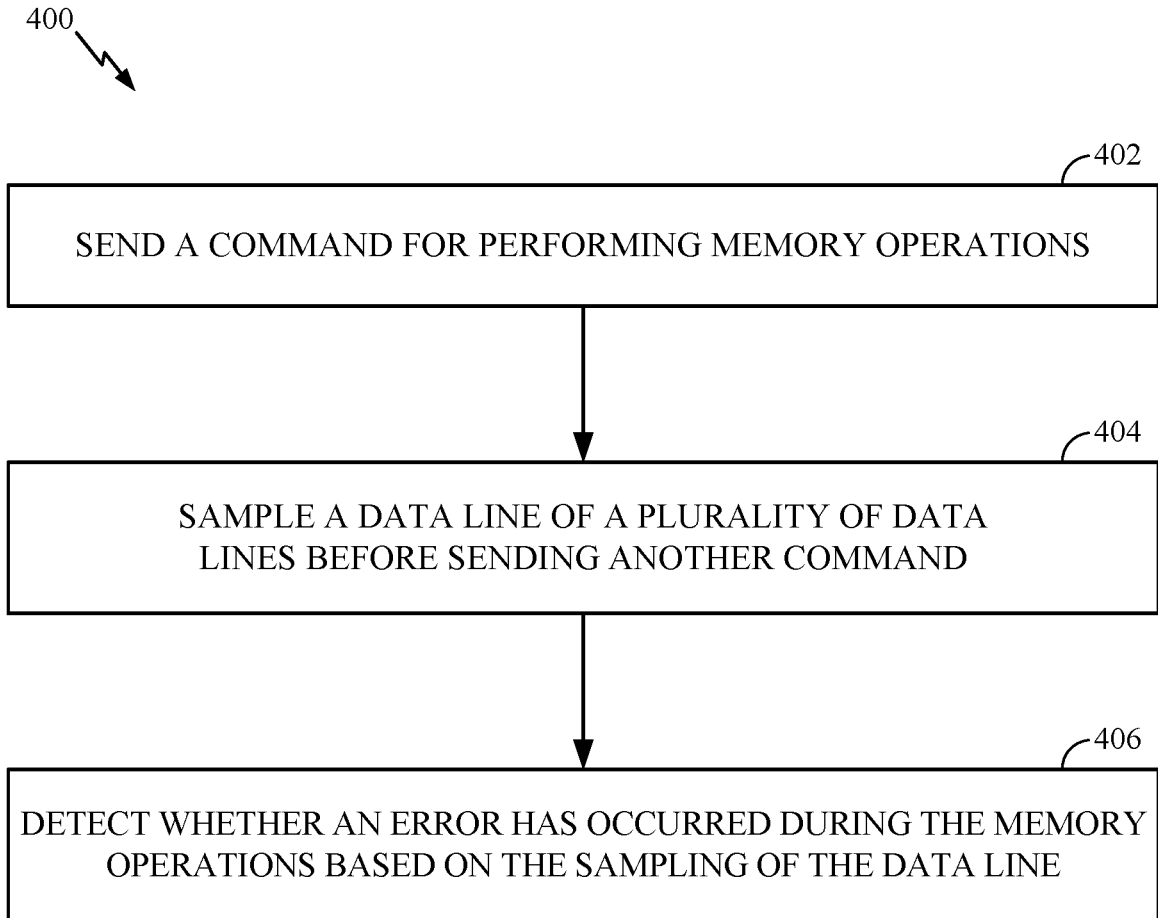 400
402
SEND A COMMAND FOR PERFORMING MEMORY OPERATIONS
404
SAMPLE A DATA LINE OF A PLURALITY OF DATA
LINES BEFORE SENDING ANOTHER COMMAND
406
DETECT WHETHER AN ERROR HAS OCCURRED DURING THE MEMORY
OPERATIONS BASED ON THE SAMPLING OF THE DATA LINE